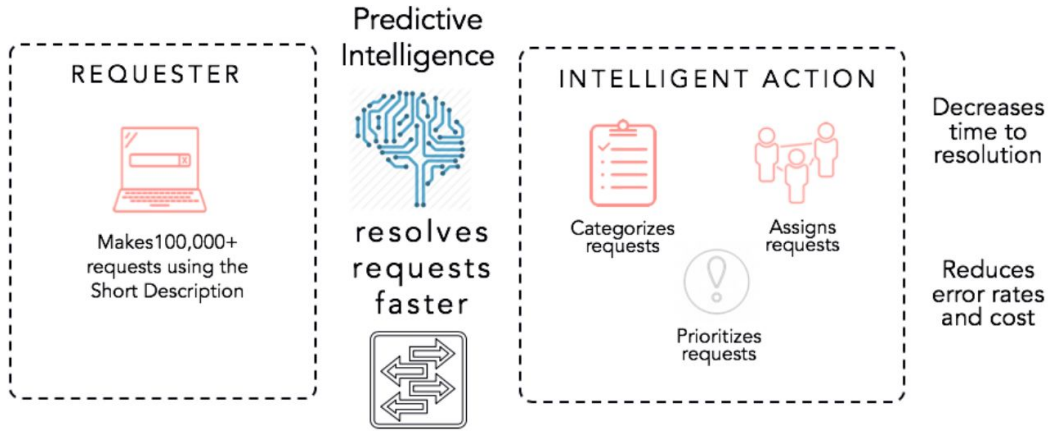 REQUESTER
Makes100,000+
requests using the
Short Description
Predictive
Intelligence
resolves
requests
faster
INTELLIGENT ACTION
Categorizes
requests
Assigns
requests
Prioritizes
requests
Decreases
time to
resolution
Reduces
error rates
and cost